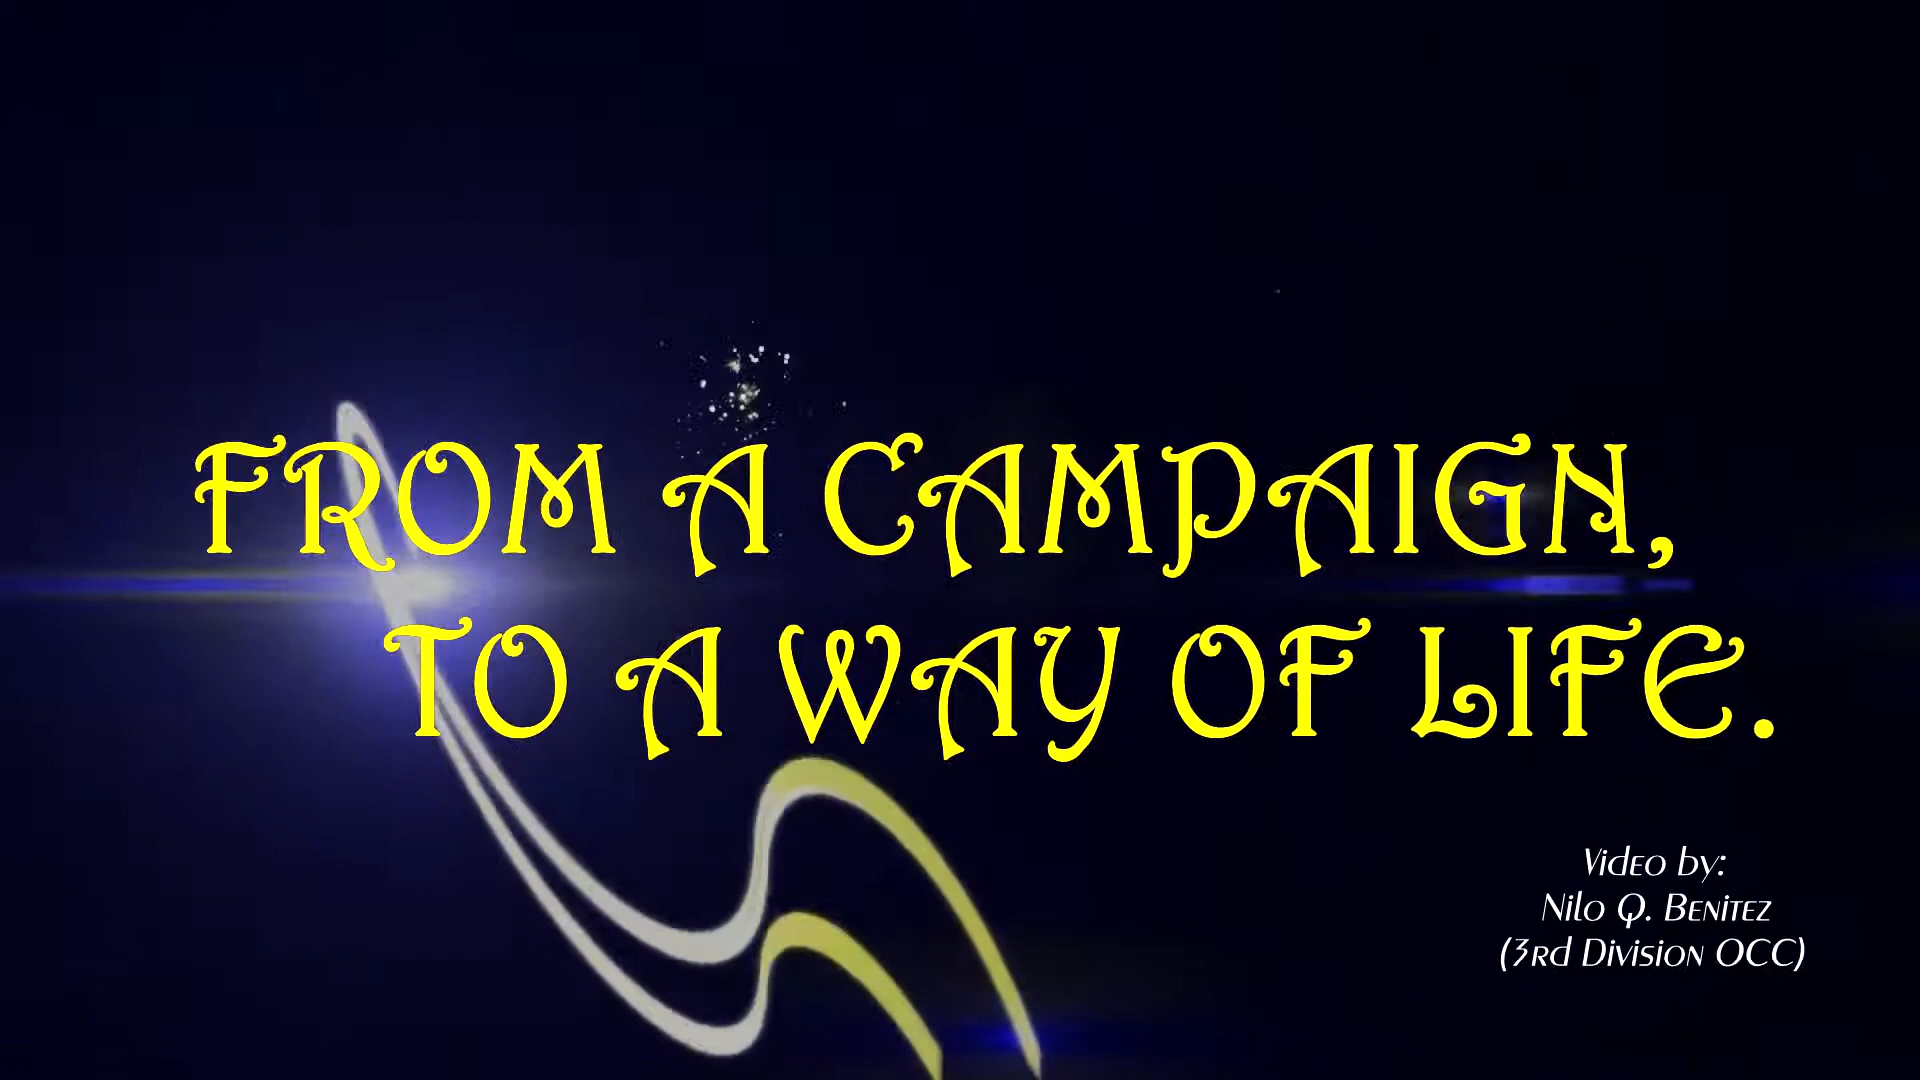 FROM A CAMPAIGN,
TO A WAY OF LIFE.
Video by:
Nilo Q. Benitez
(3rd Division OCC)